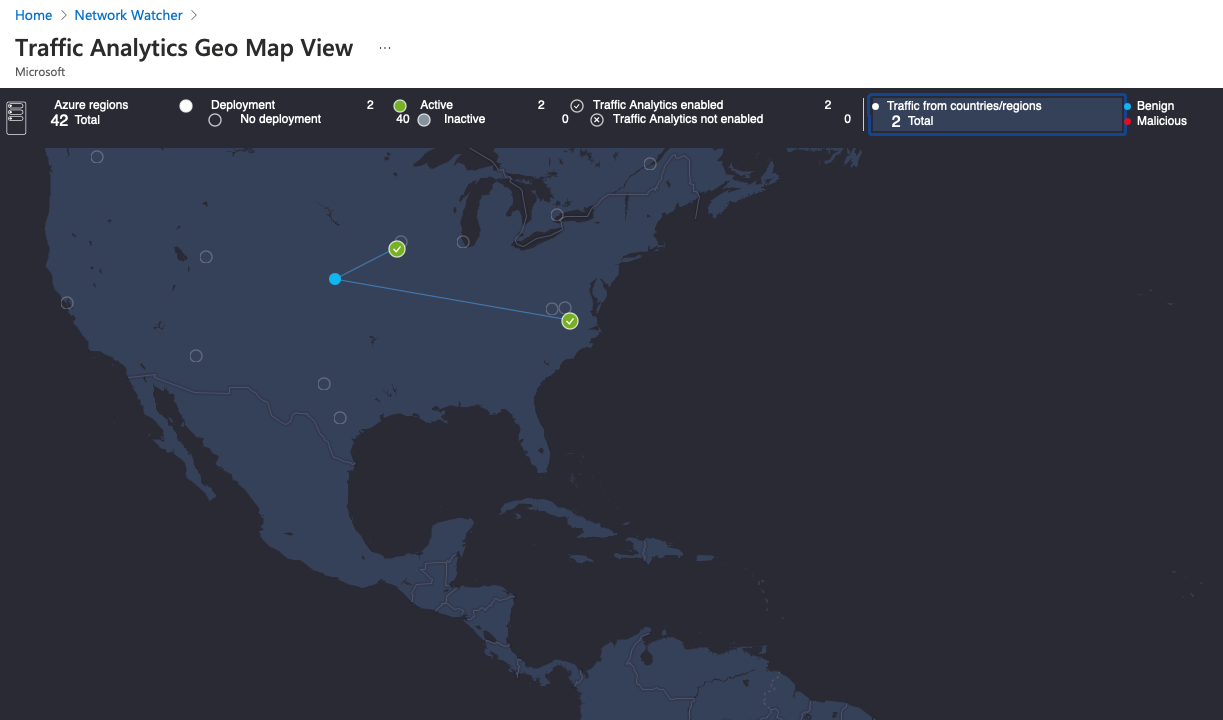 Home > Network Watcher >
Traffic Analytics Geo Map View ...
Microsoft
Azure regions
42 Total
Deployment 2
No deployment 40
Active 2
Inactive 0
Traffic Analytics enabled 2
Traffic Analytics not enabled 0
Traffic from countries/regions
2 Total
Benign
Malicious